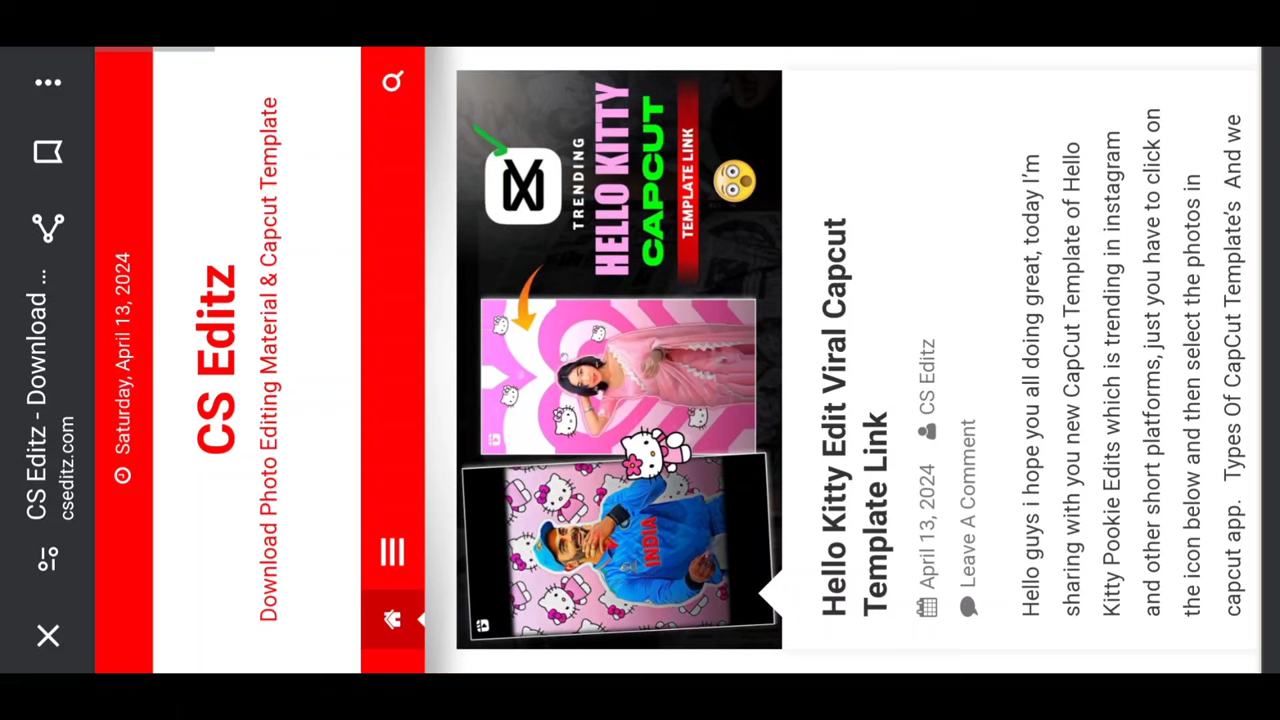 CS Editz - Download ...
cseditz.com
Saturday, April 13, 2024
CS Editz
Download Photo Editing Material & Capcut Template
TRENDING
HELLO KITTY
CAPCUT
TEMPLATE LINK
INDIA
Hello Kitty Edit Viral Capcut
Template Link
April 13, 2024 CS Editz
Leave A Comment
Hello guys i hope you all doing great, today I'm
sharing with you new CapCut Template of Hello
Kitty Pookie Edits which is trending in instagram
and other short platforms, just you have to click on
the icon below and then select the photos in
capcut app. Types Of CapCut Template's And we